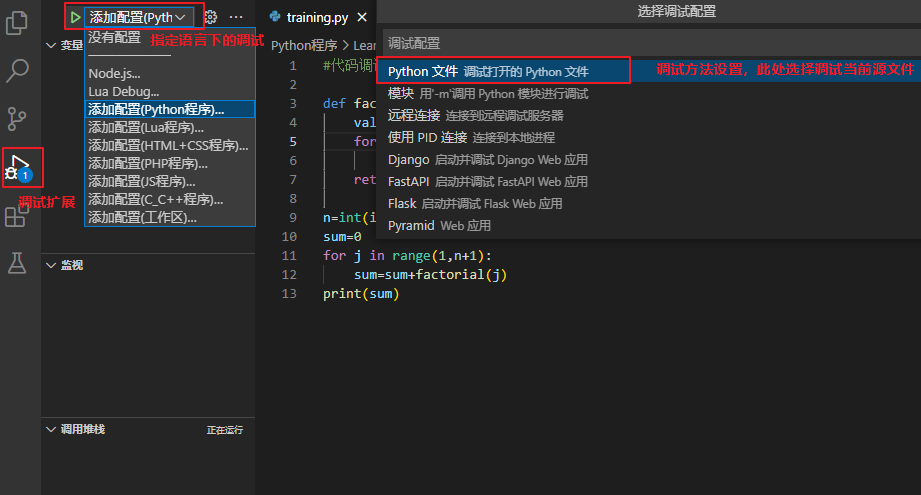 选择调试配置
添加配置(Pyth
training.py
没有配置
指定语言下的调试
变量
Node.js...
Lua Debug...
添加配置(Python程序)...
添加配置(Lua程序)...
添加配置(HTML+CSS程序)...
添加配置(PHP程序)...
添加配置(JS程序)...
添加配置(C_C++程序)...
添加配置(工作区)...
1
调试扩展
监视
调用堆栈
正在运行
Python程序 > Lear
1 #代码调
2
3 def fac
4 val
5 for
6
7 ret
8
9 n=int(i
10 sum=0
11 for j in range(1,n+1):
12 sum=sum+factorial(j)
13 print(sum)
调试配置
Python 文件 调试打开的 Python 文件
调试方法设置，此处选择调试当前源文件
模块 用'-m'调用 Python 模块进行调试
远程连接 连接到远程调试服务器
使用 PID 连接 连接到本地进程
Django 启动并调试 Django Web 应用
FastAPI 启动并调试 FastAPI Web 应用
Flask 启动并调试 Flask Web 应用
Pyramid Web 应用